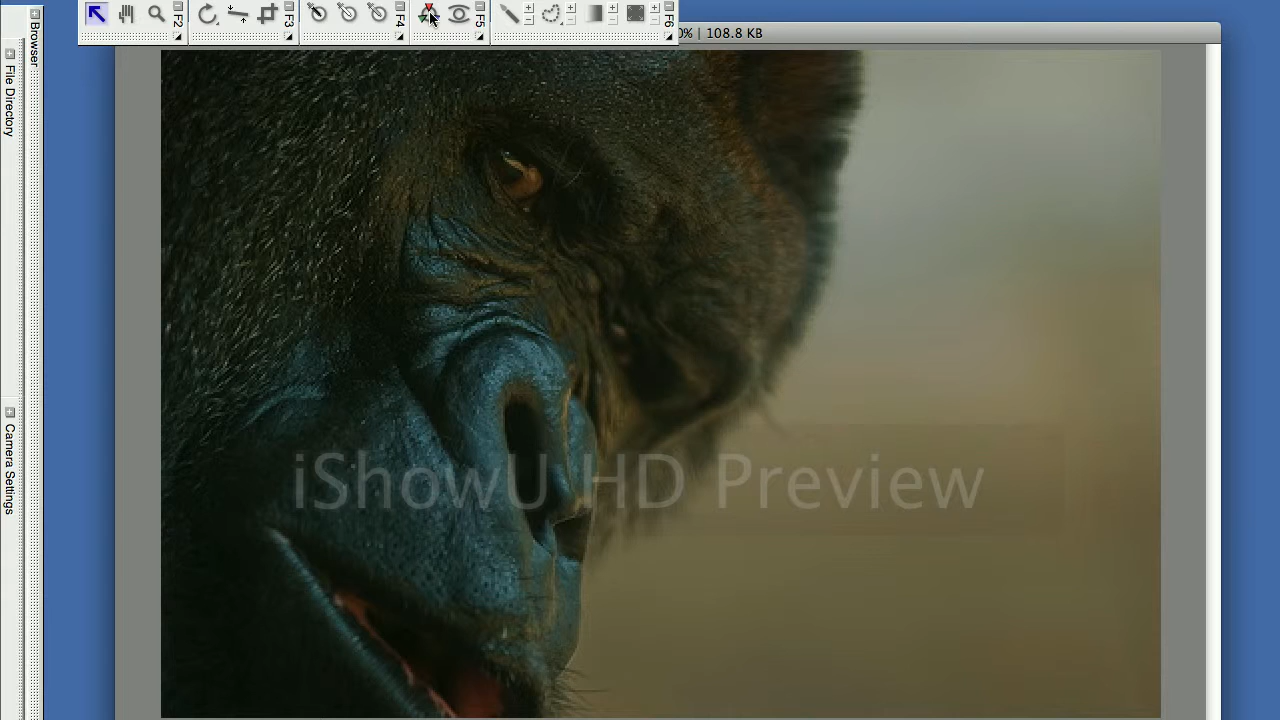 F2
F3
F4
F5
F6
0% | 108.8 KB
Browser
File Directory
Camera Settings
iShowU HD Preview